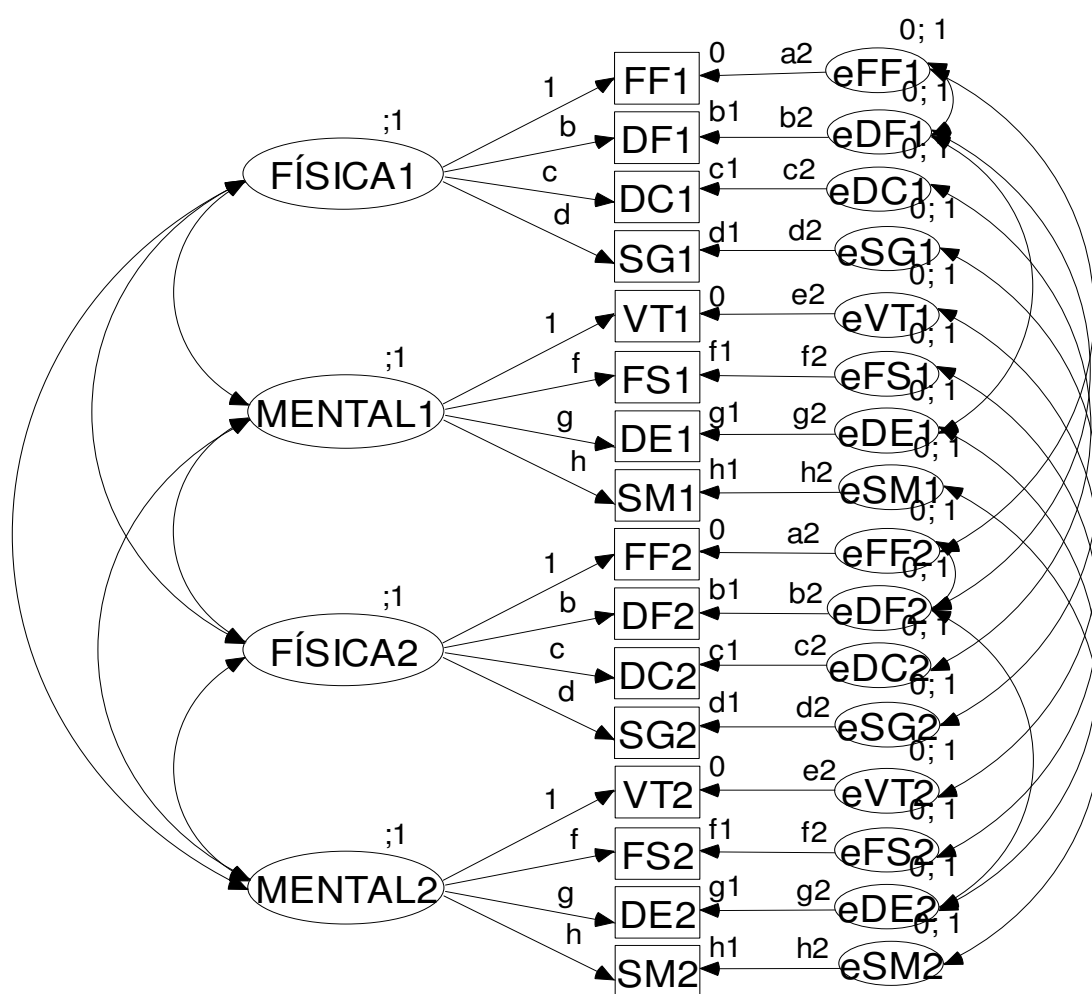 0; 1
FF1 0 a2 eFF1
1
0; 1
b DF1 b1 b2 eDF1
;1
0; 1
FÍSICA1
c DC1 c1 c2 eDC1
0; 1
d SG1 d1 d2 eSG1
0; 1
1 VT1 0 e2 eVT1
0; 1
;1
f FS1 f1 f2 eFS1
0; 1
MENTAL1
g DE1 g1 g2 eDE1
0; 1
h SM1 h1 h2 eSM1
0; 1
1 FF2 0 a2 eFF2
0; 1
;1
b DF2 b1 b2 eDF2
0; 1
FÍSICA2
c DC2 c1 c2 eDC2
0; 1
d SG2 d1 d2 eSG2
0; 1
1 VT2 0 e2 eVT2
0; 1
;1
f FS2 f1 f2 eFS2
0; 1
MENTAL2
g DE2 g1 g2 eDE2
0; 1
h SM2 h1 h2 eSM2